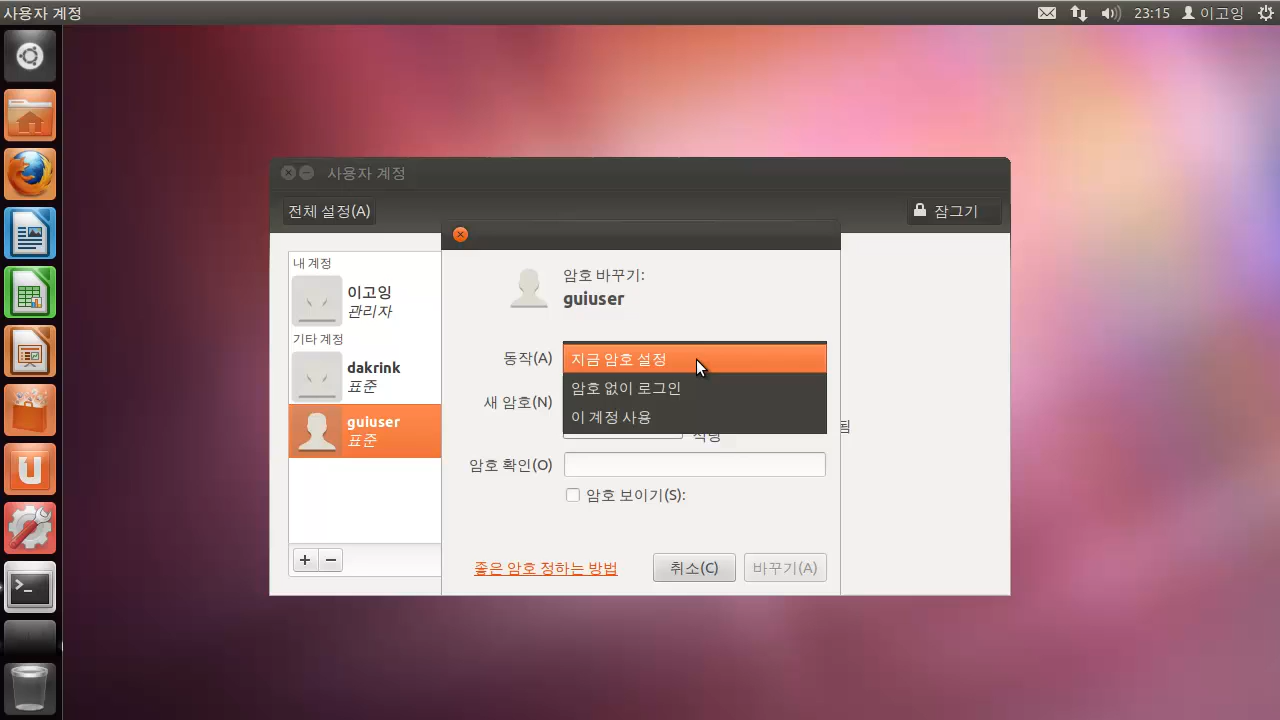 사용자 계정
23:15
이고잉
사용자 계정
전체 설정(A)
잠그기
내 계정
이고잉
관리자
기타 계정
dakrink
표준
guiuser
표준
암호 바꾸기:
guiuser
동작(A)
지금 암호 설정
암호 없이 로그인
이 계정 사용
새 암호(N)
적당
됨
암호 확인(O)
암호 보이기(S):
좋은 암호 정하는 방법
취소(C)
바꾸기(A)